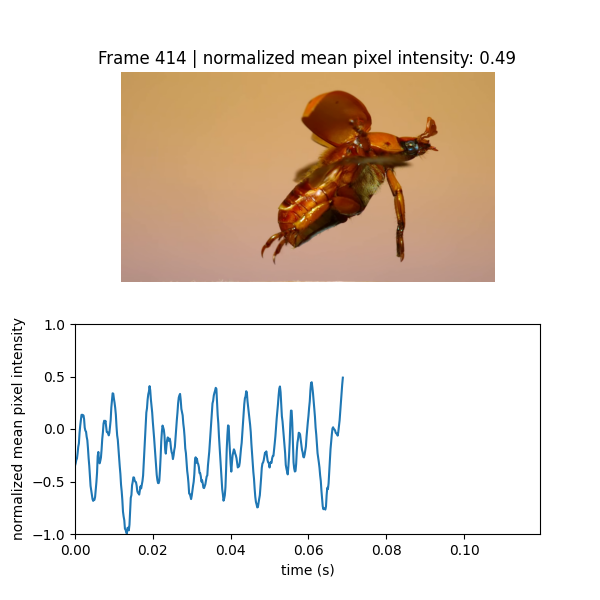 Frame 414 | normalized mean pixel intensity: 0.49
normalized mean pixel intensity
1.0
0.5
0.0
−0.5
−1.0
0.00 0.02 0.04 0.06 0.08 0.10
time (s)